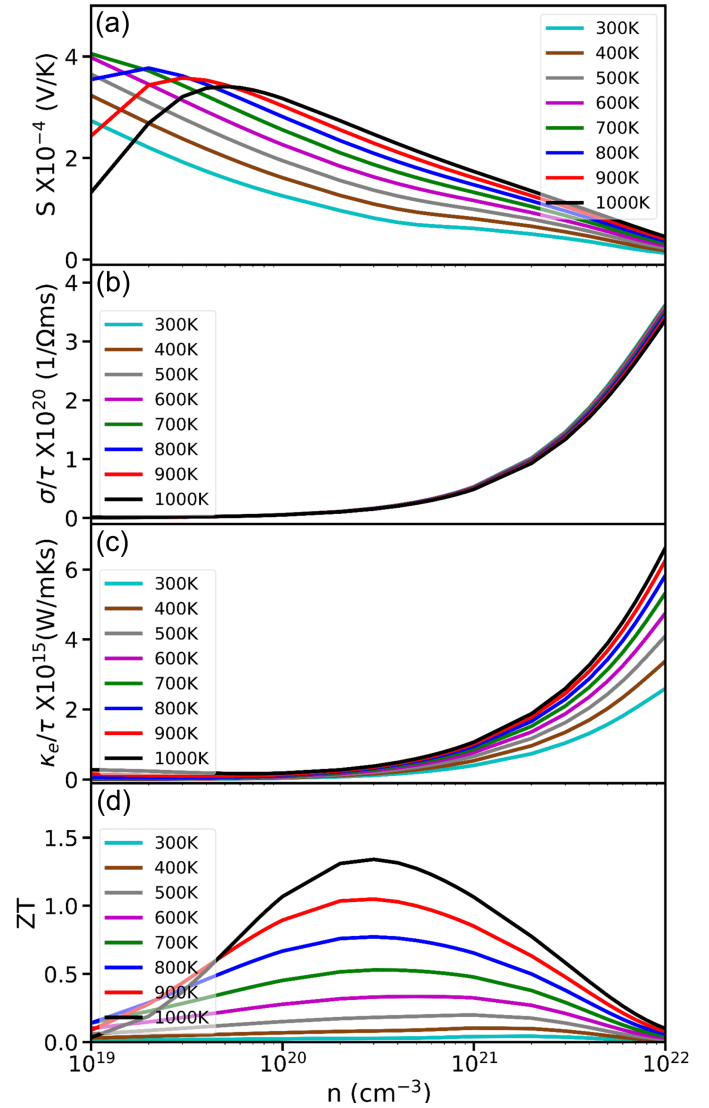 (a)
4
2
0
S X10⁻⁴ (V/K)
300K
400K
500K
600K
700K
800K
900K
1000K
(b)
4
3
2
1
0
σ/τ X10²⁰ (1/Ωms)
300K
400K
500K
600K
700K
800K
900K
1000K
(c)
6
4
2
0
κₑ/τ X10¹⁵(W/mKs)
300K
400K
500K
600K
700K
800K
900K
1000K
(d)
1.5
1.0
0.5
0.0
ZT
300K
400K
500K
600K
700K
800K
900K
1000K
10¹⁹ 10²⁰ 10²¹ 10²²
n (cm⁻³)